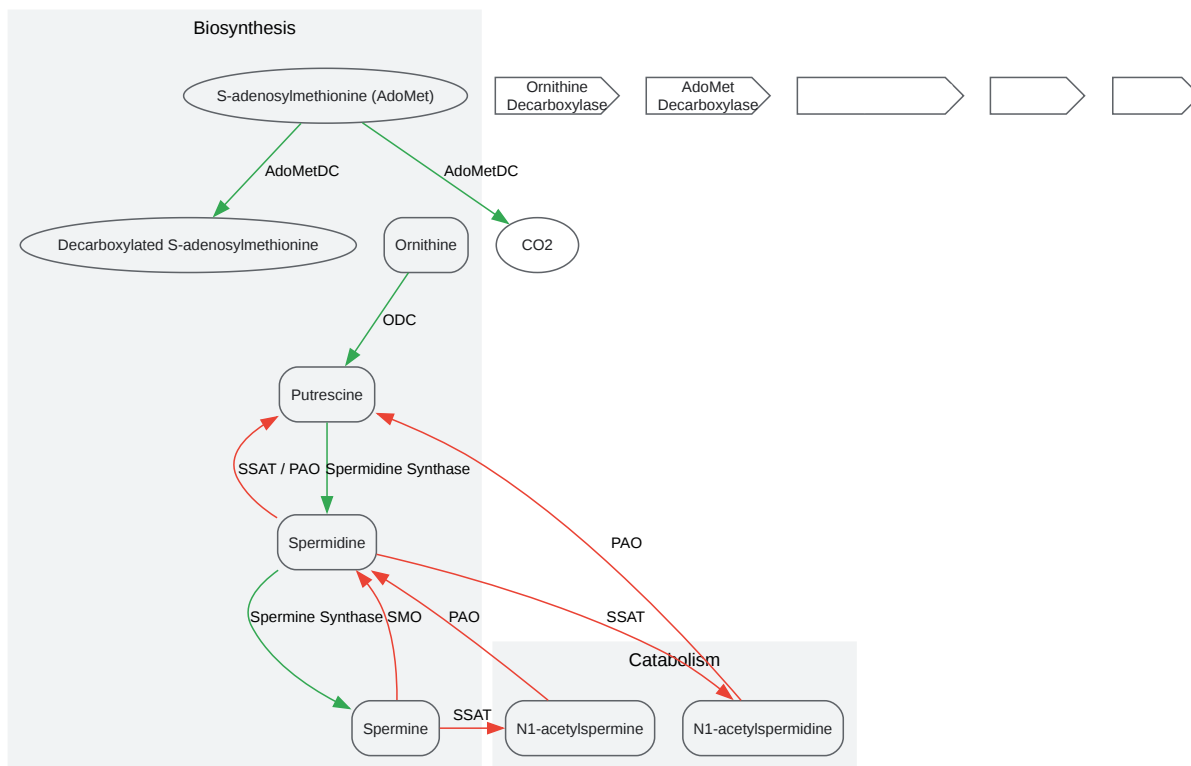 Biosynthesis
S-adenosylmethionine (AdoMet)
Ornithine
Decarboxylase
AdoMet
Decarboxylase
AdoMetDC
AdoMetDC
Decarboxylated S-adenosylmethionine
Ornithine
CO2
ODC
Putrescine
SSAT / PAO
Spermidine Synthase
Spermidine
PAO
Spermine Synthase
SMO
PAO
SSAT
Catabolism
SSAT
Spermine
N1-acetylspermine
N1-acetylspermidine